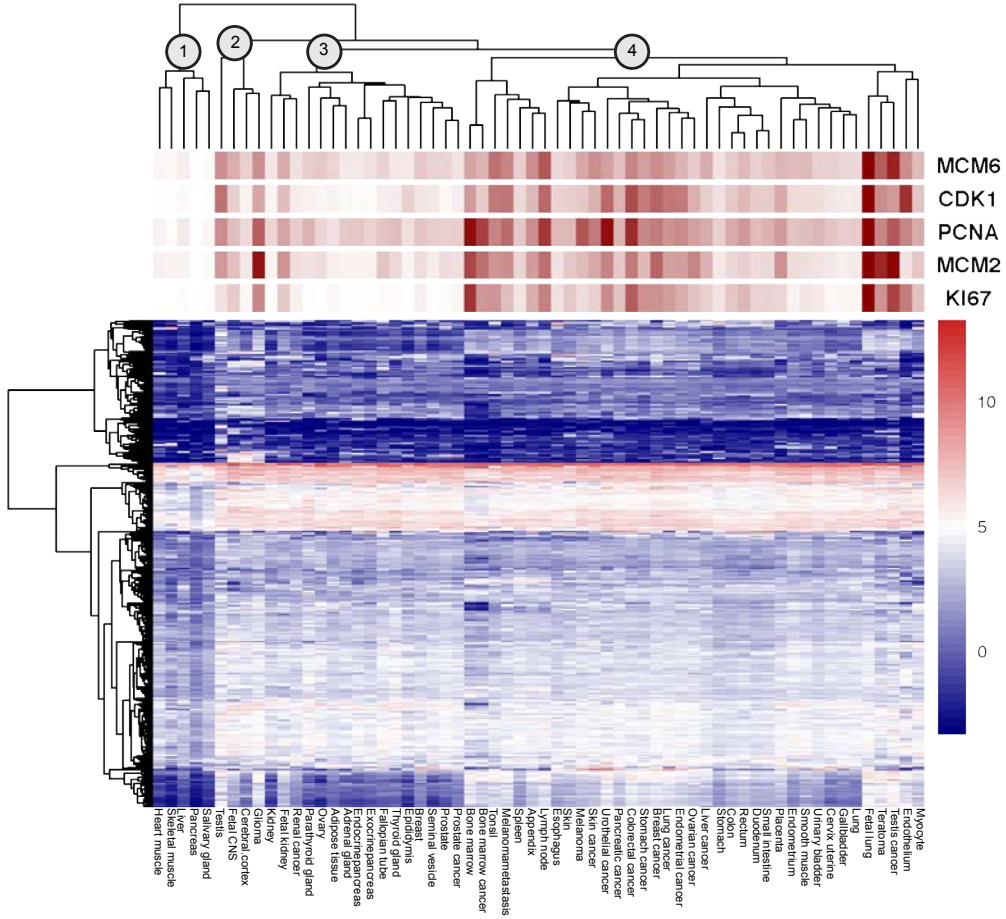 1
2
3
4
MCM6
CDK1
PCNA
MCM2
KI67
10
5
0
Heart muscle
Skeletal muscle
Liver
Pancreas
Salivary gland
Testis
Fetal CNS
Cerebral cortex
Glioma
Kidney
Fetal kidney
Renal cancer
Parathyroid gland
Ovary
Adipose tissue
Adrenal gland
Endocrinepancreas
Exocrinepancreas
Fallopian tube
Thyroid gland
Epididymis
Breast
Seminal vesicle
Prostate
Prostate cancer
Bone marrow
Bone marrow cancer
Tonsil
Melanommametastasis
Spleen
Appendix
Lymph node
Esophagus
Skin
Melanoma
Skin cancer
Urothelial cancer
Pancreatic cancer
Colorectal cancer
Stomach cancer
Breast cancer
Lung cancer
Endometrial cancer
Ovarian cancer
Liver cancer
Stomach
Colon
Rectum
Duodenum
Small intestine
Placenta
Endometrium
Smooth muscle
Urinary bladder
Cervix uterine
Gallbladder
Lung
Fetal lung
Teratoma
Testis cancer
Endothelium
Myocyte